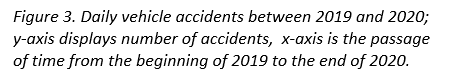 Figure 3. Daily vehicle accidents between 2019 and 2020;
y-axis displays number of accidents, x-axis is the passage
of time from the beginning of 2019 to the end of 2020.